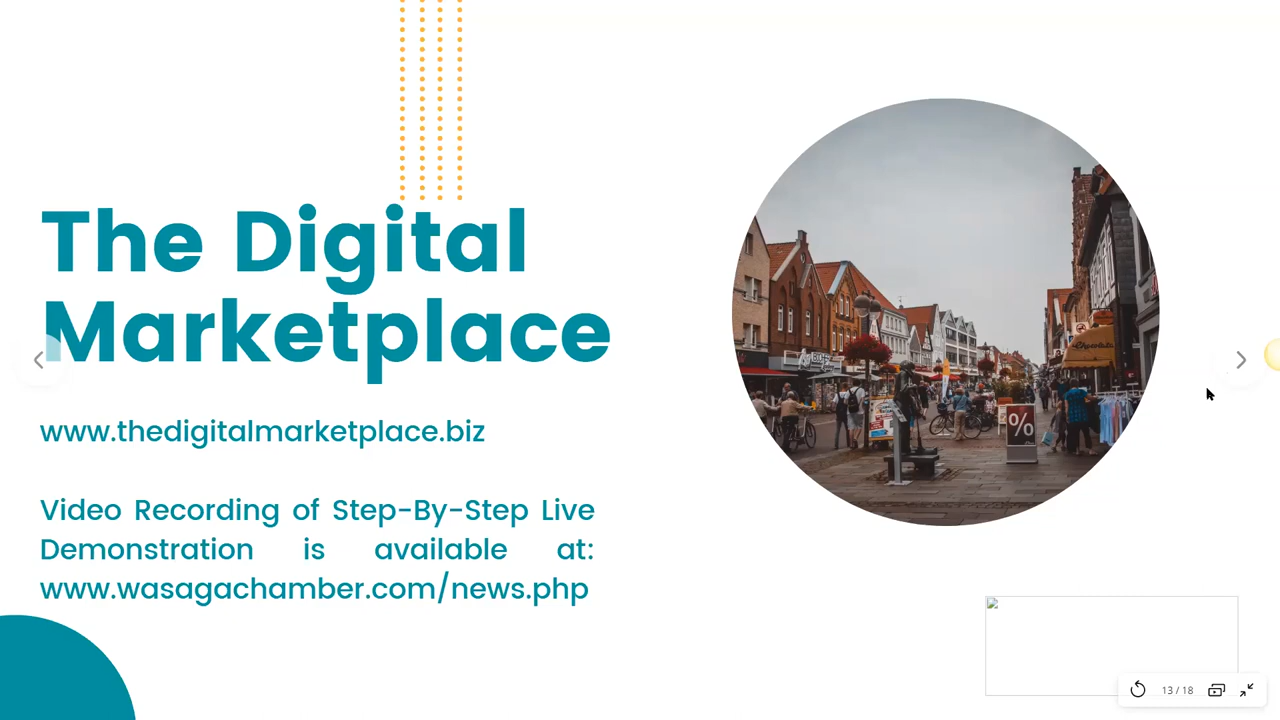 The Digital
Marketplace
www.thedigitalmarketplace.biz
Video Recording of Step-By-Step Live
Demonstration is available at:
www.wasagachamber.com/news.php
Chocolate
%
13 / 18